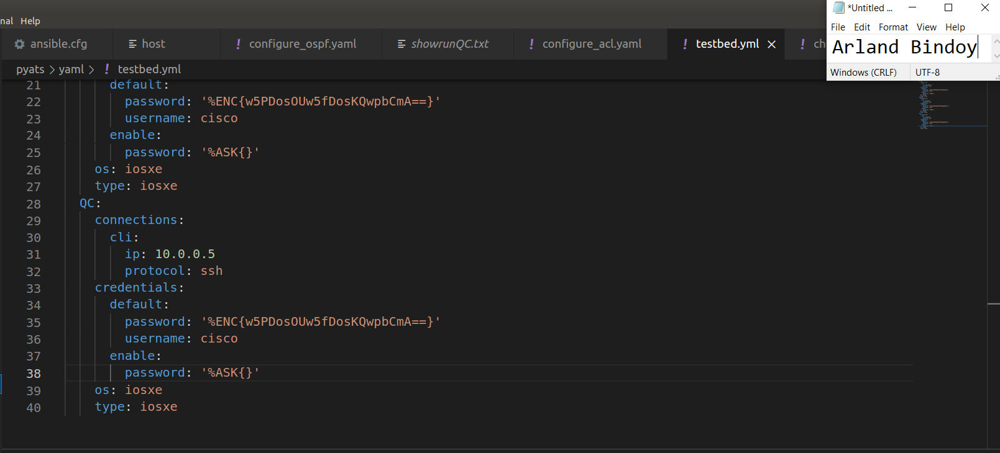 nal Help
*Untitled ...
File Edit Format View Help
Arland Bindoy
Windows (CRLF) UTF-8
ansible.cfg host ! configure_ospf.yaml showrunQC.txt ! configure_acl.yaml ! testbed.yml ! ch
pyats > yaml > ! testbed.yml
21 default:
22 password: '%ENC{w5PDosOUw5fDosKQwpbCmA==}'
23 username: cisco
24 enable:
25 password: '%ASK{}'
26 os: iosxe
27 type: iosxe
28 QC:
29 connections:
30 cli:
31 ip: 10.0.0.5
32 protocol: ssh
33 credentials:
34 default:
35 password: '%ENC{w5PDosOUw5fDosKQwpbCmA==}'
36 username: cisco
37 enable:
38 password: '%ASK{}'
39 os: iosxe
40 type: iosxe